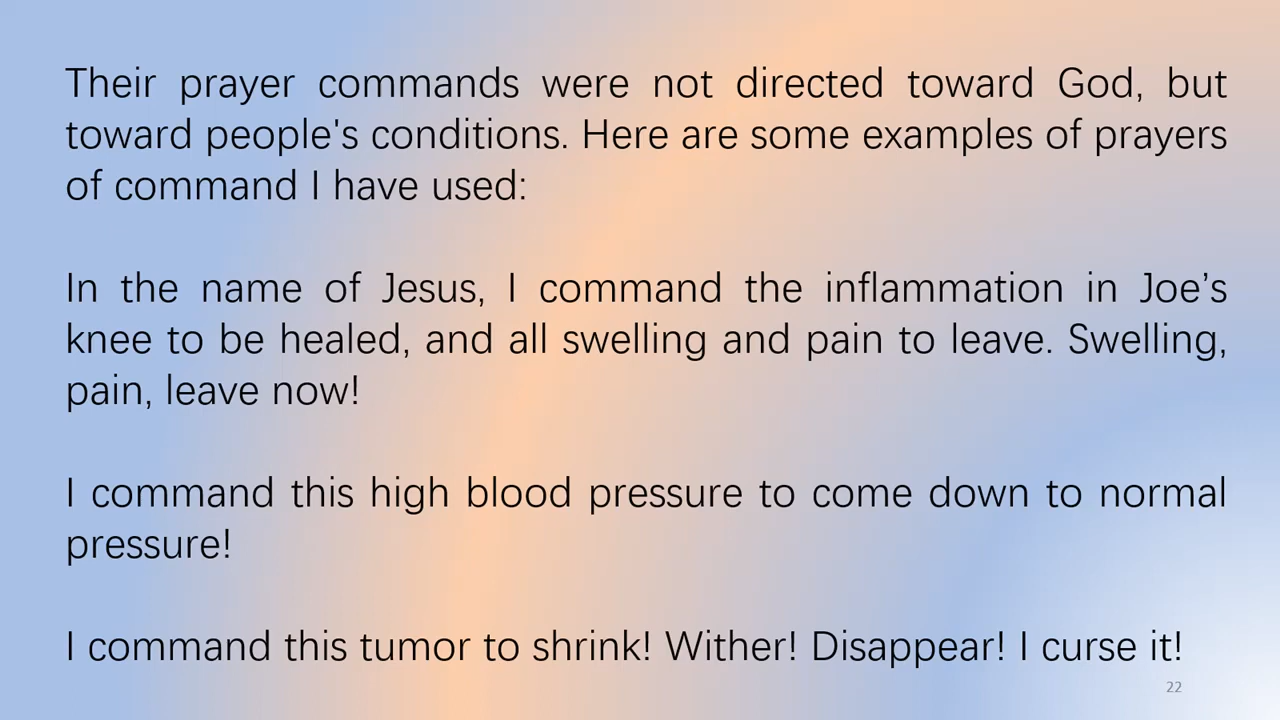 Their prayer commands were not directed toward God, but
toward people's conditions. Here are some examples of prayers
of command I have used:
In the name of Jesus, I command the inflammation in Joe’s
knee to be healed, and all swelling and pain to leave. Swelling,
pain, leave now!
I command this high blood pressure to come down to normal
pressure!
I command this tumor to shrink! Wither! Disappear! I curse it!
22